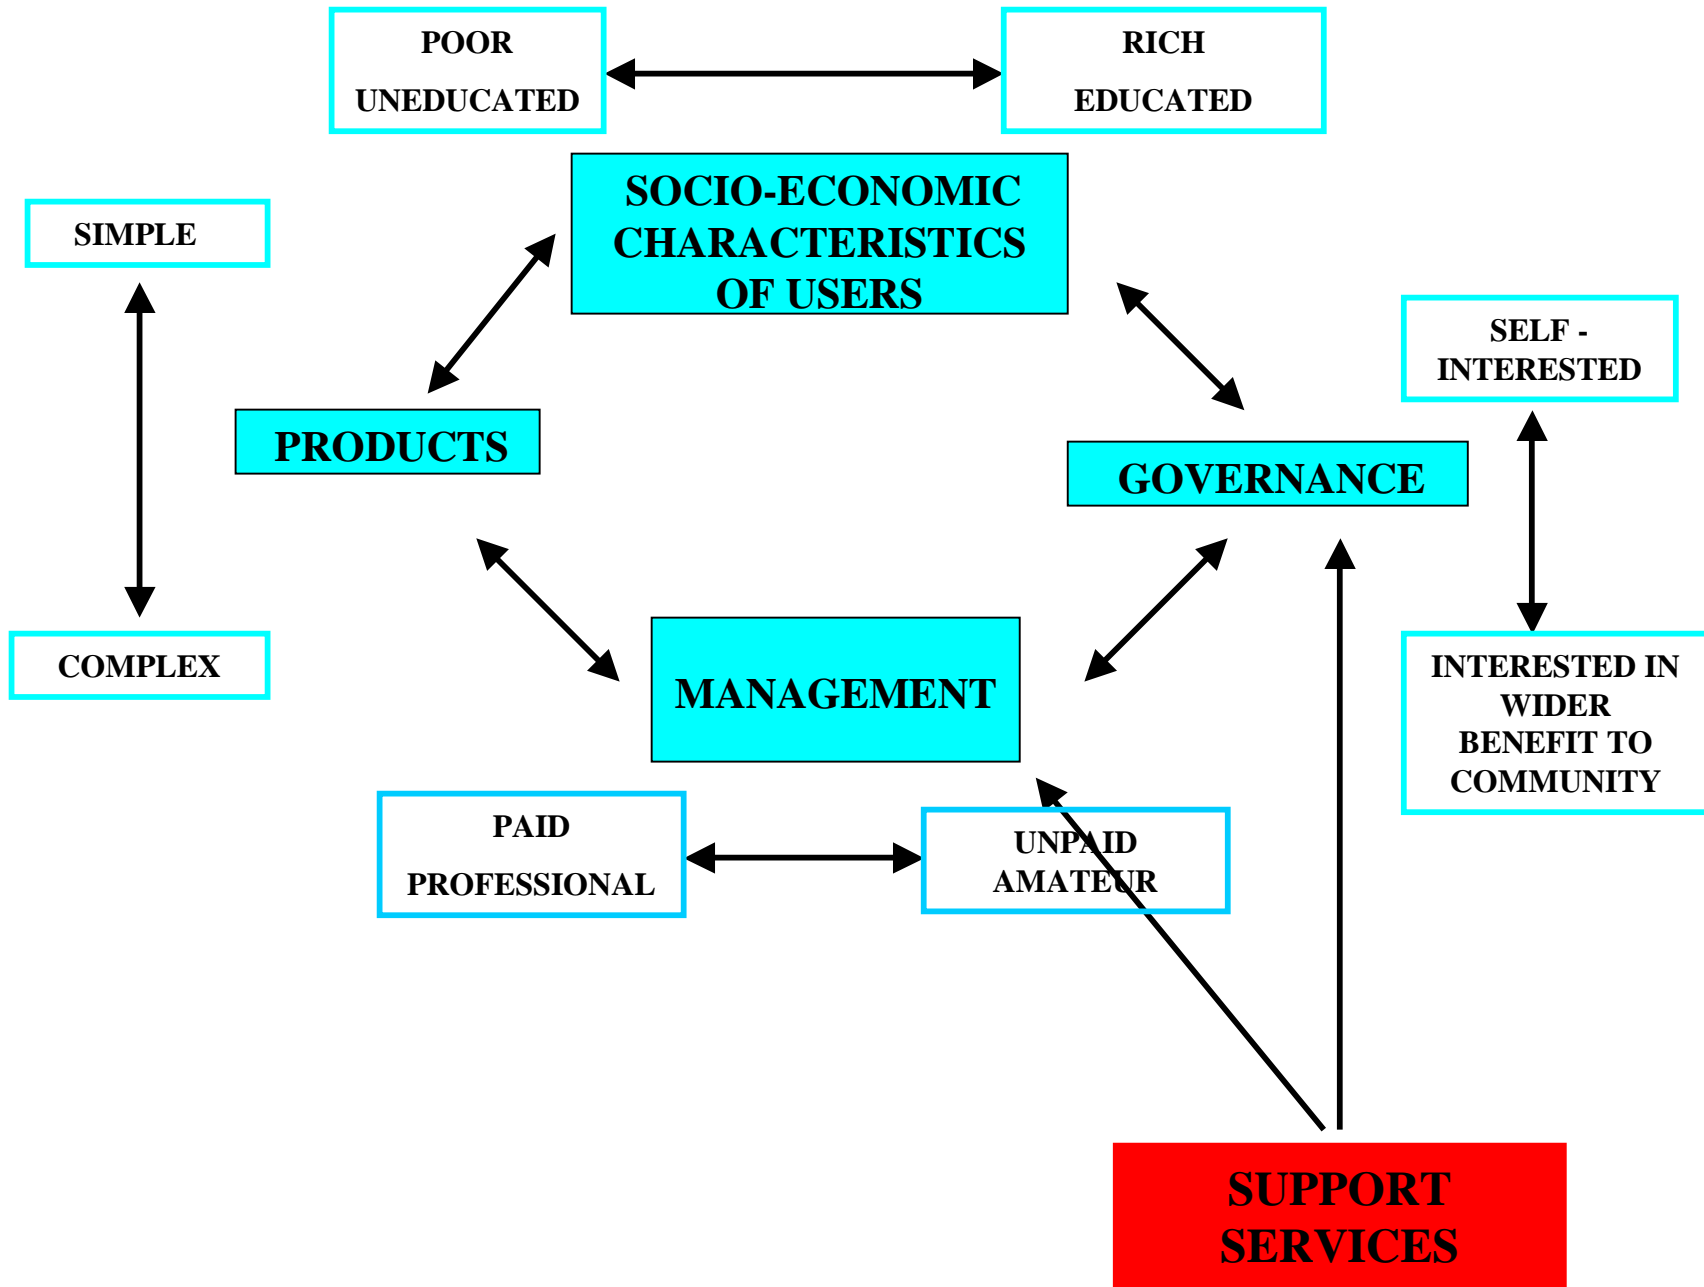 POOR
UNEDUCATED
RICH
EDUCATED
SOCIO-ECONOMIC
CHARACTERISTICS
OF USERS
SIMPLE
SELF -
INTERESTED
PRODUCTS
GOVERNANCE
COMPLEX
MANAGEMENT
INTERESTED IN
WIDER
BENEFIT TO
COMMUNITY
PAID
PROFESSIONAL
UNPAID
AMATEUR
SUPPORT
SERVICES